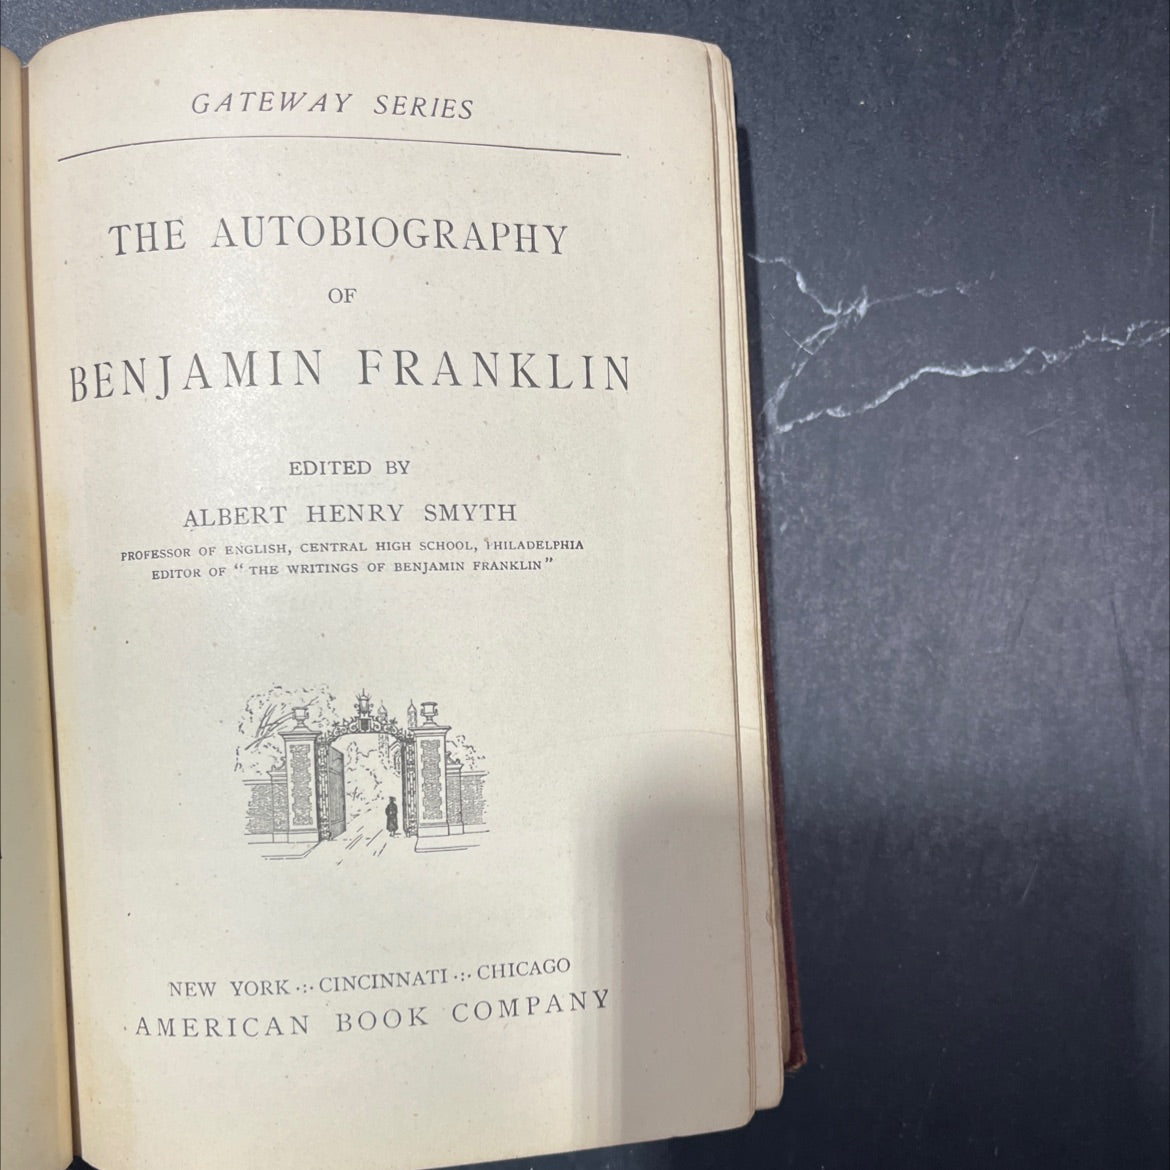 GATEWAY SERIES
THE AUTOBIOGRAPHY
OF
BENJAMIN FRANKLIN
EDITED BY
ALBERT HENRY SMYTH
PROFESSOR OF ENGLISH, CENTRAL HIGH SCHOOL, PHILADELPHIA
EDITOR OF “ THE WRITINGS OF BENJAMIN FRANKLIN”
NEW YORK ·:· CINCINNATI ·:· CHICAGO
AMERICAN BOOK COMPANY